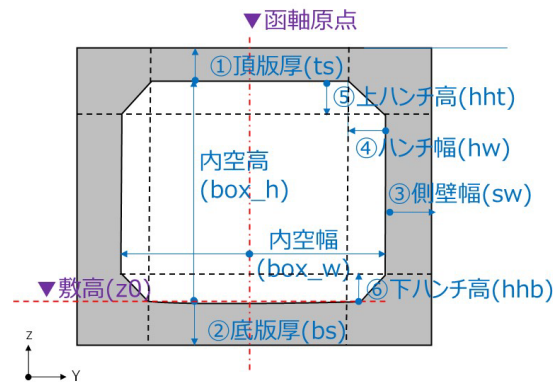 ▼函軸原点
①頂版厚(ts)
⑤上ハンチ高(hht)
④ハンチ幅(hw)
内空高
(box_h)
③側壁幅(sw)
内空幅
(box_w)
▼敷高(z0)
⑥下ハンチ高(hhb)
②底版厚(bs)
Z
Y